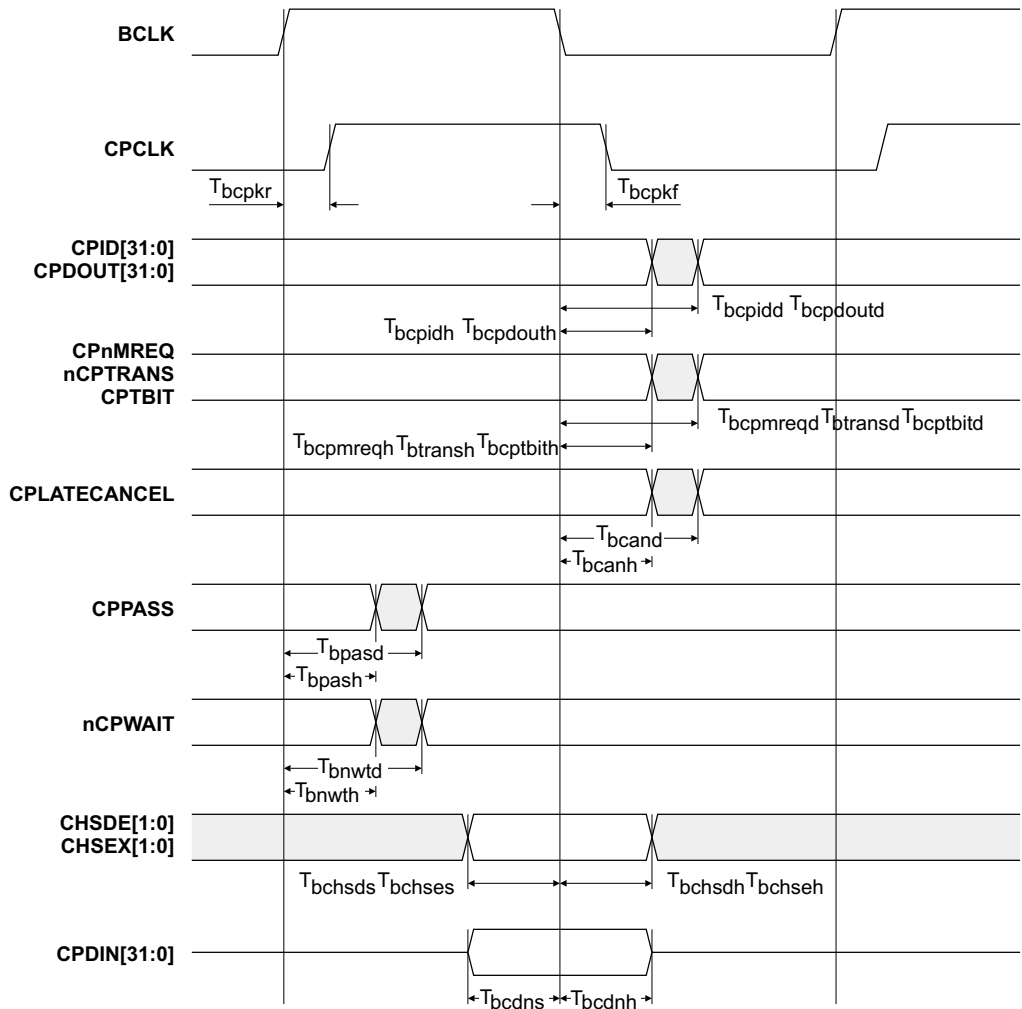 BCLK
CPCLK
Tbcpkr
Tbcpkf
CPID[31:0]
CPDOUT[31:0]
Tbcpidd Tbcpdoutd
Tbcpidh Tbcpdouth
CPnMREQ
nCPTRANS
CPTBIT
Tbcpmreqd Tbtransd Tbcptbitd
Tbcpmreqh Tbtransh Tbcptbith
CPLATECANCEL
Tbcand
Tbcanh
CPPASS
Tbpasd
Tbpash
nCPWAIT
Tbnwtd
Tbnwth
CHSDE[1:0]
CHSEX[1:0]
Tbchsds Tbchses
Tbchsdh Tbchseh
CPDIN[31:0]
Tbcdns
Tbcdnh